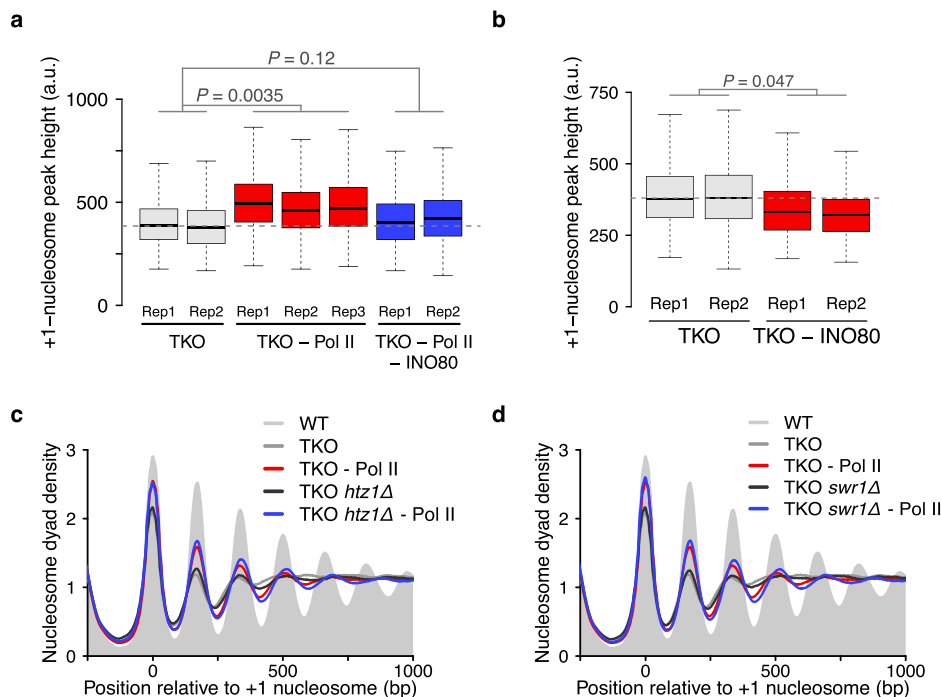 a
+1−nucleosome peak height (a.u.)
P = 0.12
P = 0.0035
1000
500
0
Rep1 Rep2 Rep1 Rep2 Rep3 Rep1 Rep2
TKO TKO − Pol II TKO − Pol II
− INO80
b
+1−nucleosome peak height (a.u.)
P = 0.047
750
500
250
0
Rep1 Rep2 Rep1 Rep2
TKO TKO − INO80
c
WT
TKO
TKO - Pol II
TKO htz1Δ
TKO htz1Δ - Pol II
Nucleosome dyad density
3
2
1
0
0 500 1000
Position relative to +1 nucleosome (bp)
d
WT
TKO
TKO - Pol II
TKO swr1Δ
TKO swr1Δ - Pol II
Nucleosome dyad density
3
2
1
0
0 500 1000
Position relative to +1 nucleosome (bp)